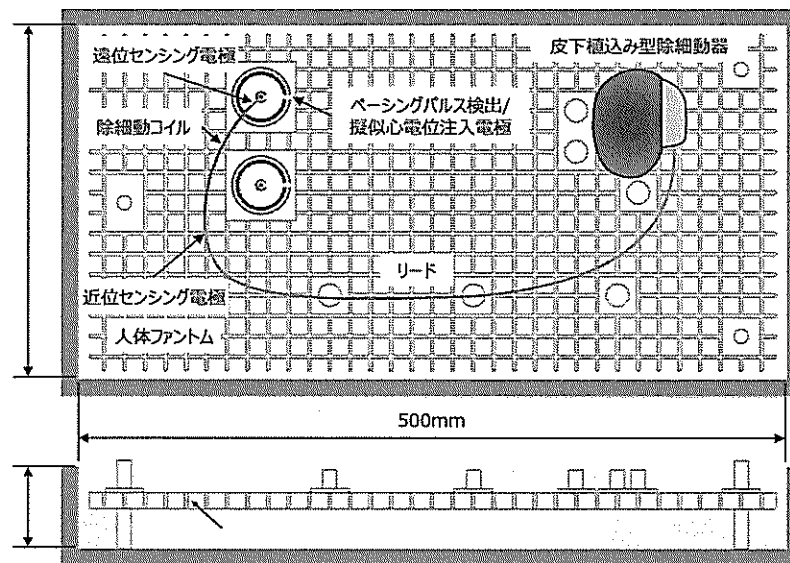 遠位センシング電極
皮下植込み型除細動器
除細動コイル
ペーシングパルス検出/
擬似心電位注入電極
リード
近位センシング電極
人体ファントム
500mm